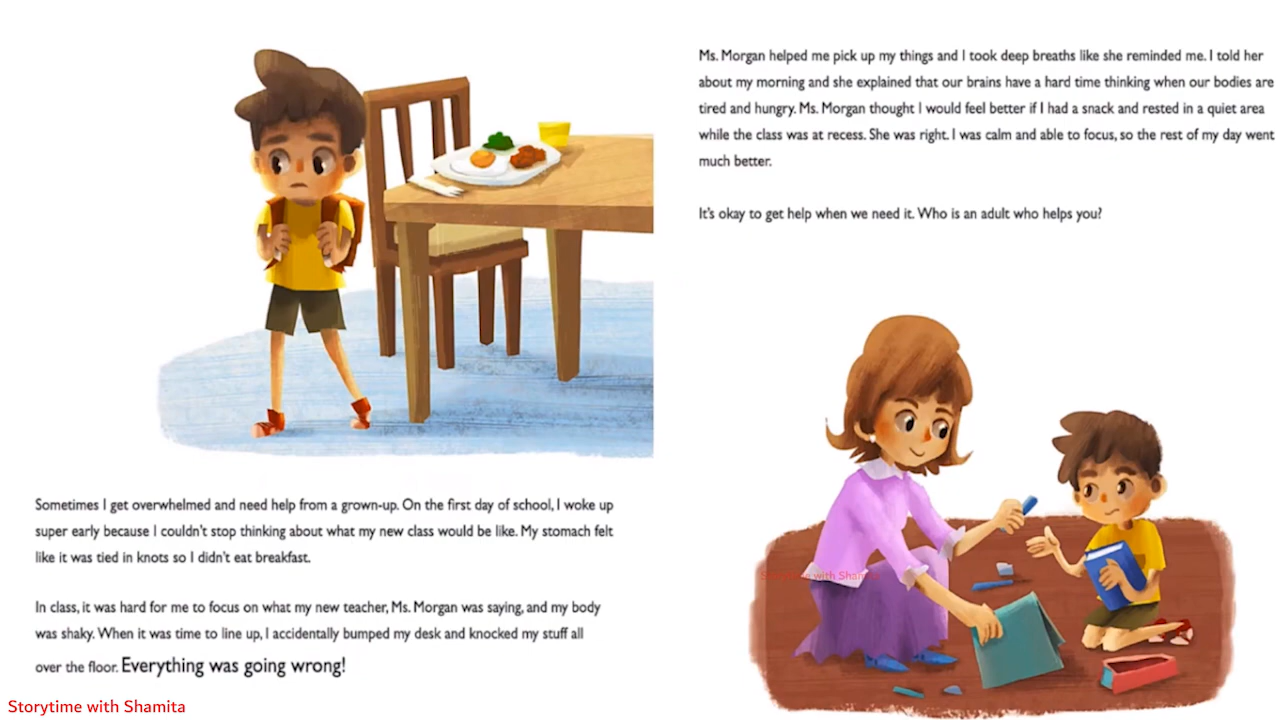 Sometimes I get overwhelmed and need help from a grown-up. On the first day of school, I woke up
super early because I couldn't stop thinking about what my new class would be like. My stomach felt
like it was tied in knots so I didn't eat breakfast.
In class, it was hard for me to focus on what my new teacher, Ms. Morgan was saying, and my body
was shaky. When it was time to line up, I accidentally bumped my desk and knocked my stuff all
over the floor. Everything was going wrong!
Storytime with Shamita
Ms. Morgan helped me pick up my things and I took deep breaths like she reminded me. I told her
about my morning and she explained that our brains have a hard time thinking when our bodies are
tired and hungry. Ms. Morgan thought I would feel better if I had a snack and rested in a quiet area
while the class was at recess. She was right. I was calm and able to focus, so the rest of my day went
much better.
It's okay to get help when we need it. Who is an adult who helps you?
Storytime with Shamita